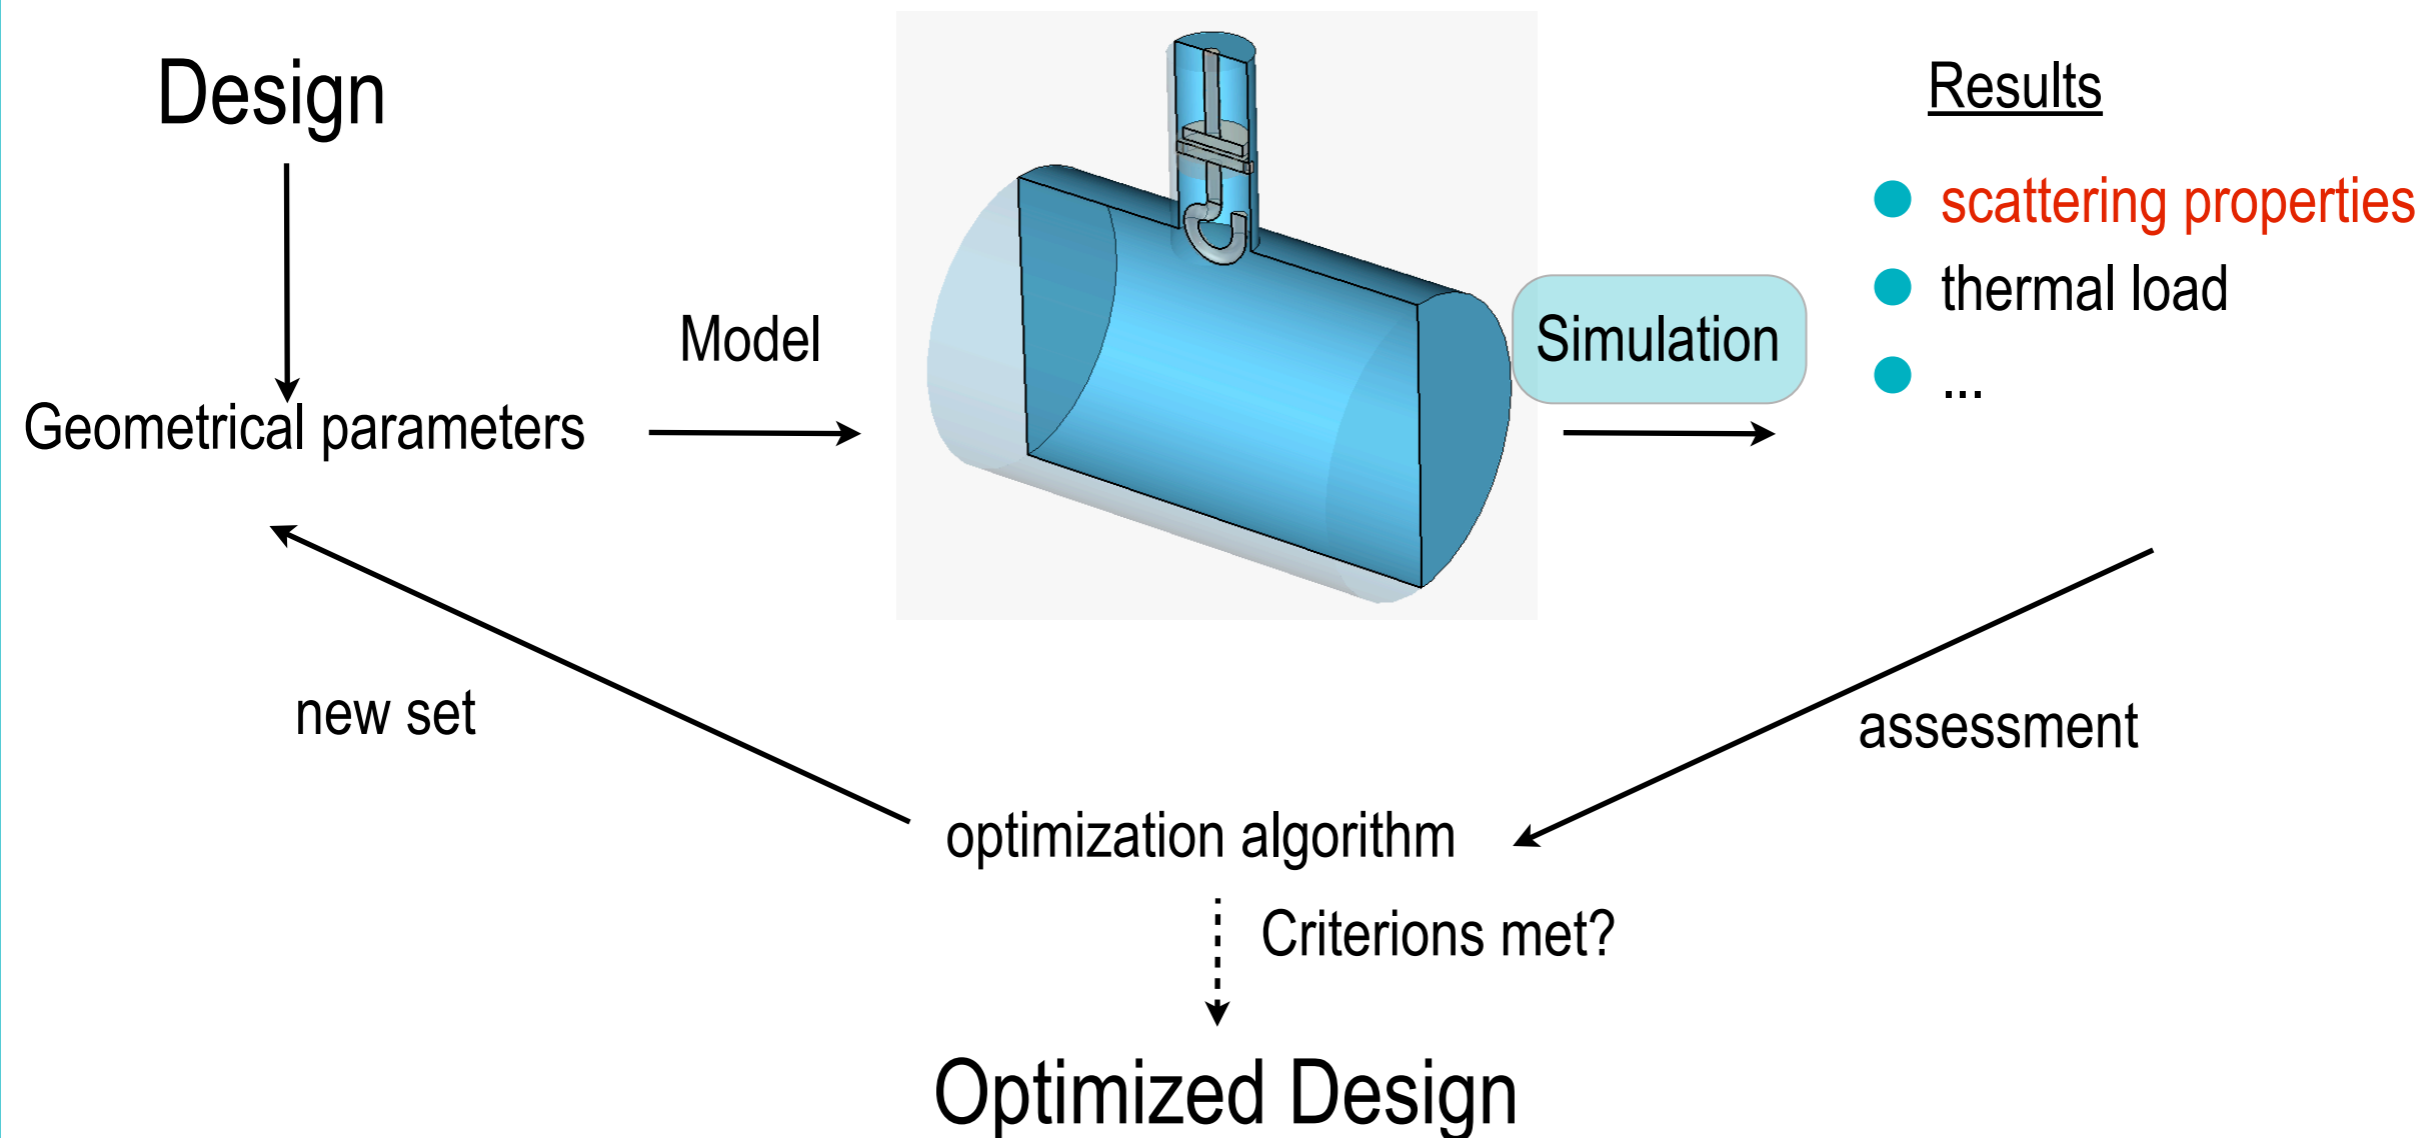 Design
Results
scattering properties
thermal load
...
Model
Simulation
Geometrical parameters
new set
assessment
optimization algorithm
Criterions met?
Optimized Design